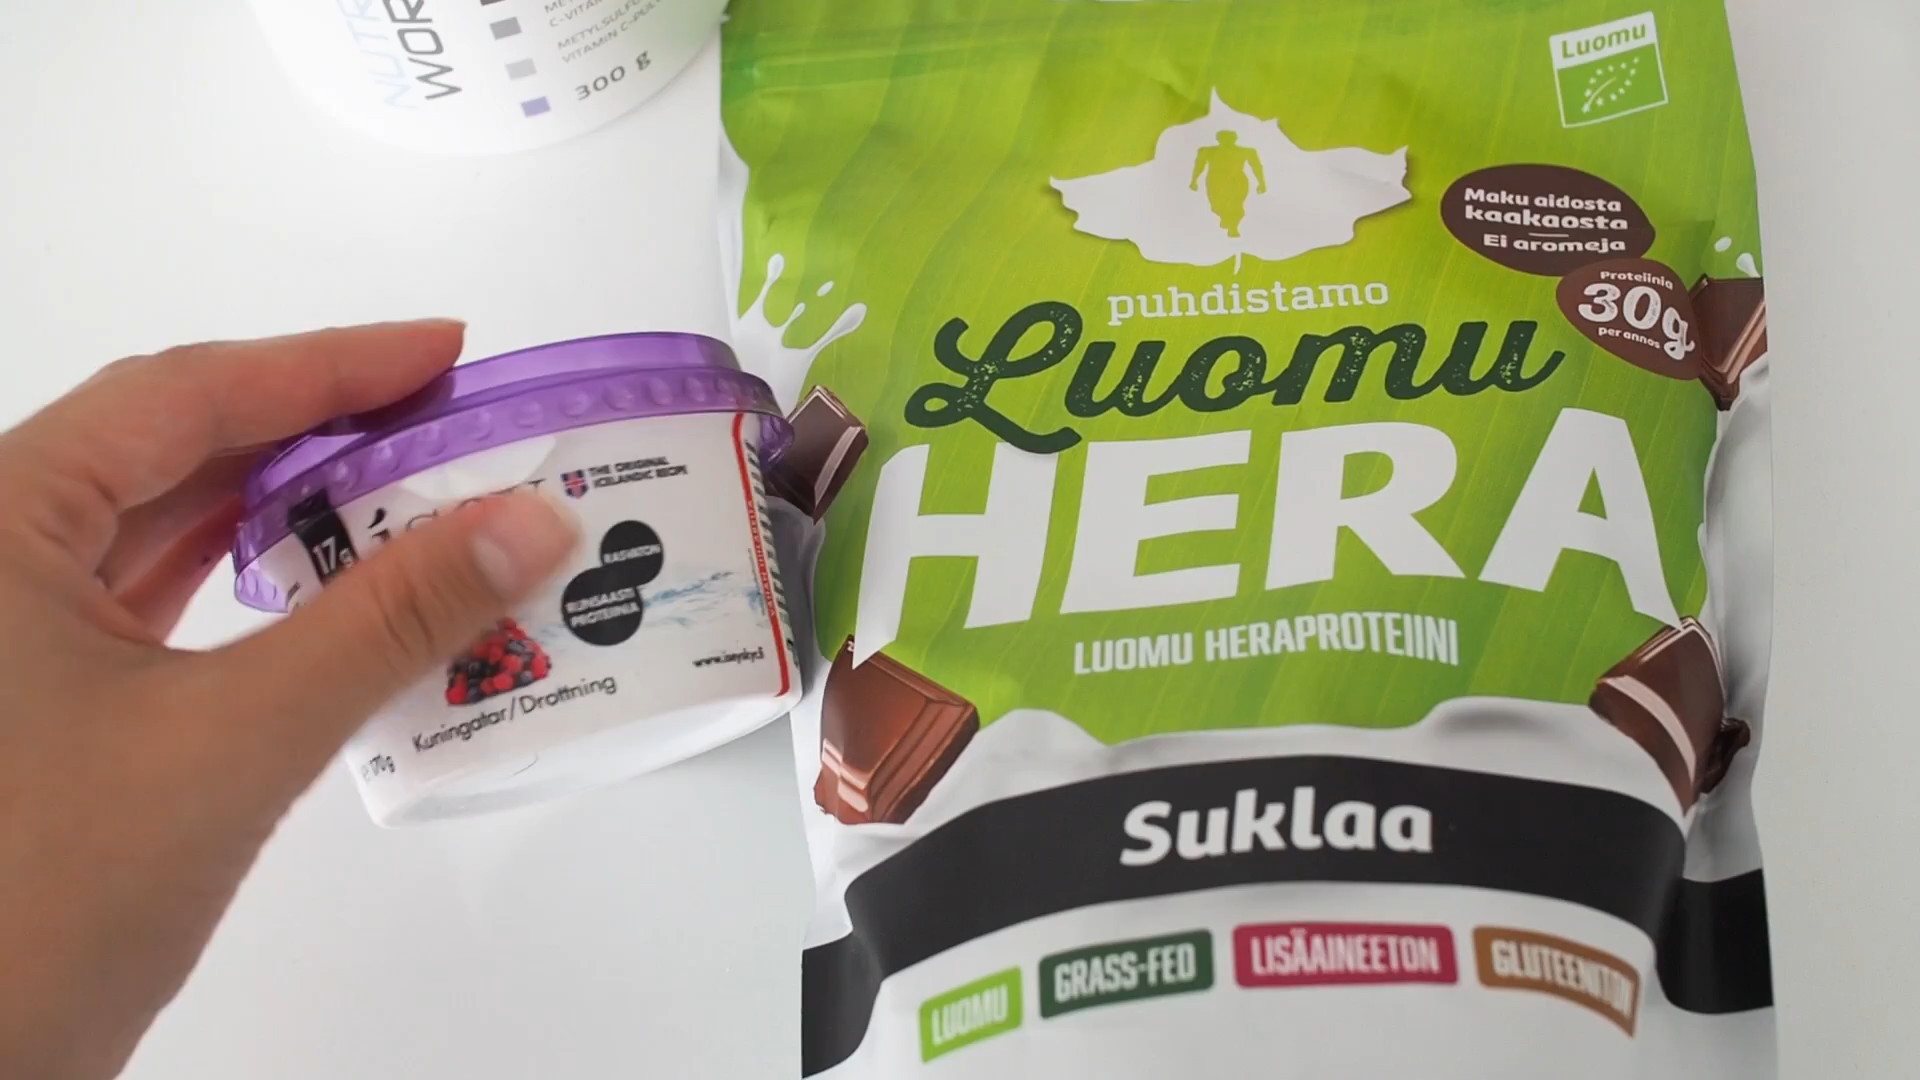 300 g
Luomu
Maku aidosta
kaakaosta
Ei aromeja
Proteiinia
30g
per annos
puhdistamo
Luomu
HERA
LUOMU HERAPROTEIINI
Suklaa
LUOMU
GRASS-FED
LISÄAINEETON
GLUTEENITON
THE ORIGINAL
ICELANDIC RECIPE
17g
RASVATON
RUNSAASTI
PROTEIINIA
Kuningatar/Drottning
170g